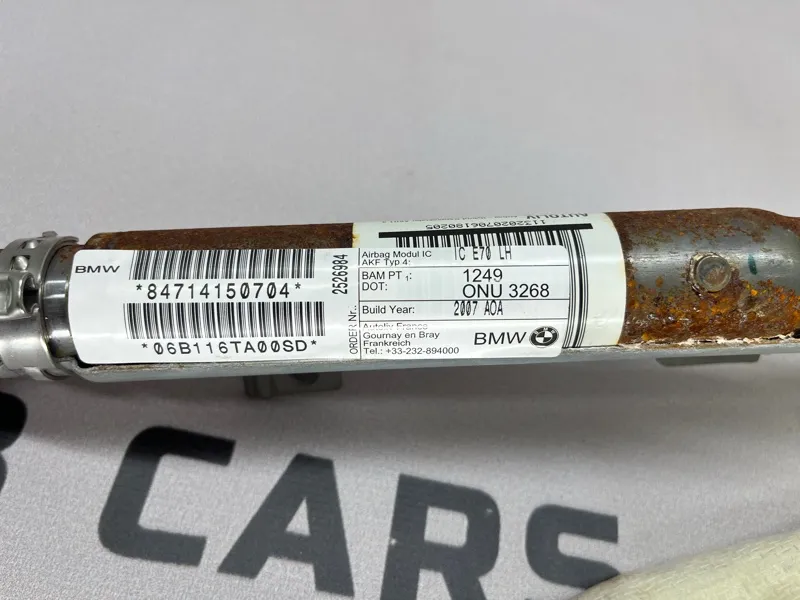 BMW
*84714150704*
*06B116TA00SD*
2526984
ORDER Nr.:
AUTOLIV
1132020706180205
Airbag Modul IC IC E70 LH
AKF Typ 4:
BAM PT 1: 1249
DOT: ONU 3268
Build Year: 2007 AOA
Autoliv France
Gournay en Bray
Frankreich
Tel.: +33-232-894000
BMW
CARS